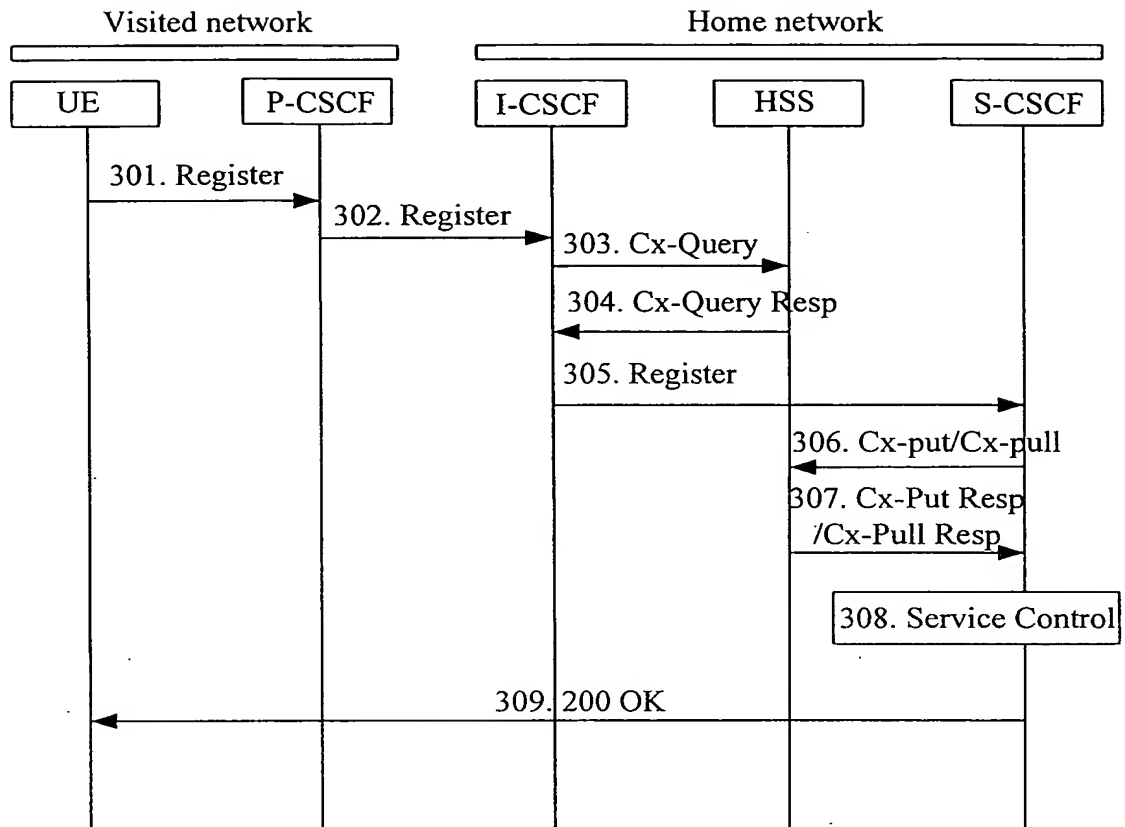 Visited network
Home network
UE
P-CSCF
I-CSCF
HSS
S-CSCF
301. Register
302. Register
303. Cx-Query
304. Cx-Query Resp
305. Register
306. Cx-put/Cx-pull
307. Cx-Put Resp
/Cx-Pull Resp
308. Service Control
309. 200 OK